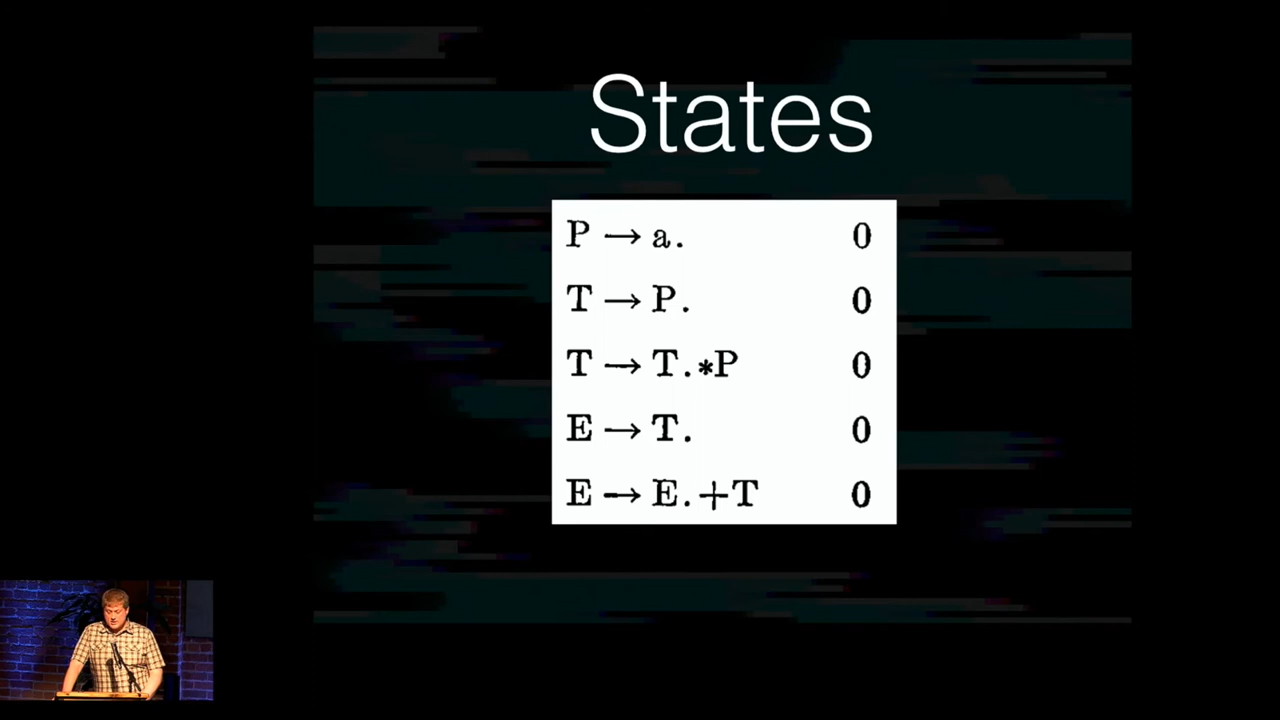 States
P → a. 0
T → P. 0
T → T.*P 0
E → T. 0
E → E.+T 0